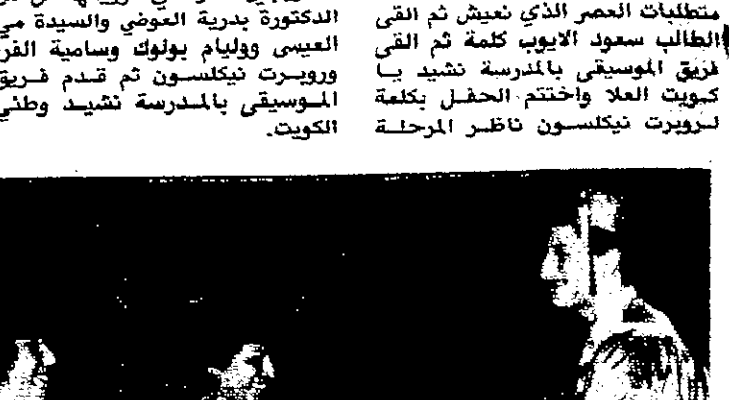 متطلبات العصر الذي نعيش ثم القى
الطالب سعود الايوب كلمة ثم القى
فريق الموسيقى بالمدرسة نشيد يا
كويت العلا واختتم الحفل بكلمة
لروبرت نيكلسون ناظر المرحلة
الدكتورة بدرية العوضي والسيدة مي
العيسى ووليام بولوك وسامية الفر
وروبرت نيكلسون ثم قدم فريق
الموسيقى بالمدرسة نشيد وطني
الكويت.